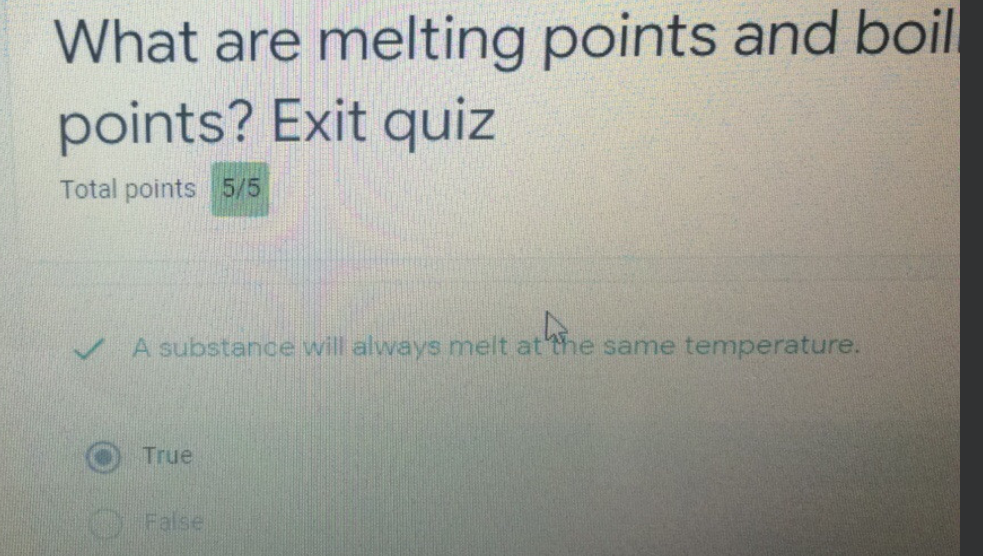 What are melting points and boil
points? Exit quiz
Total points 5/5
A substance will always melt at the same temperature.
True
False